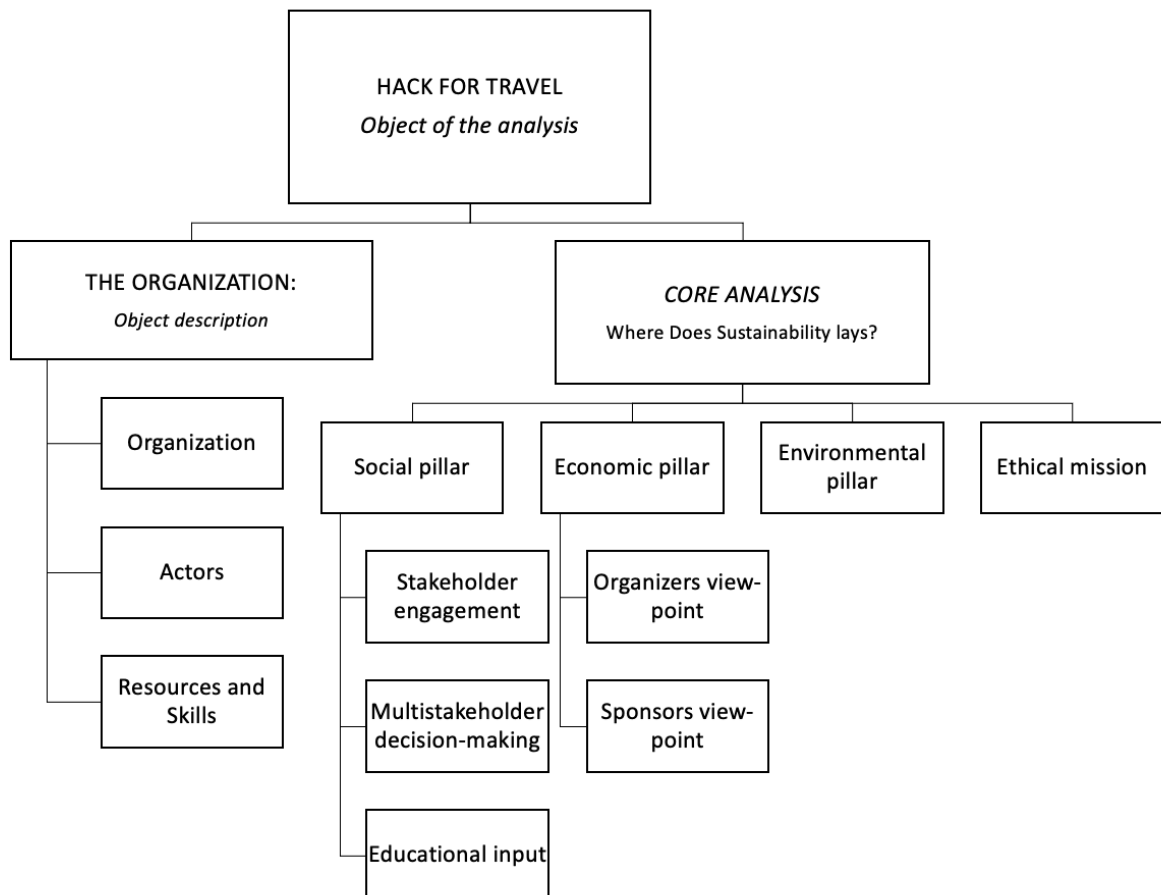 HACK FOR TRAVEL
Object of the analysis
THE ORGANIZATION:
Object description
CORE ANALYSIS
Where Does Sustainability lays?
Organization
Actors
Resources and
Skills
Social pillar
Economic pillar
Environmental
pillar
Ethical mission
Stakeholder
engagement
Multistakeholder
decision-making
Educational input
Organizers view-
point
Sponsors view-
point